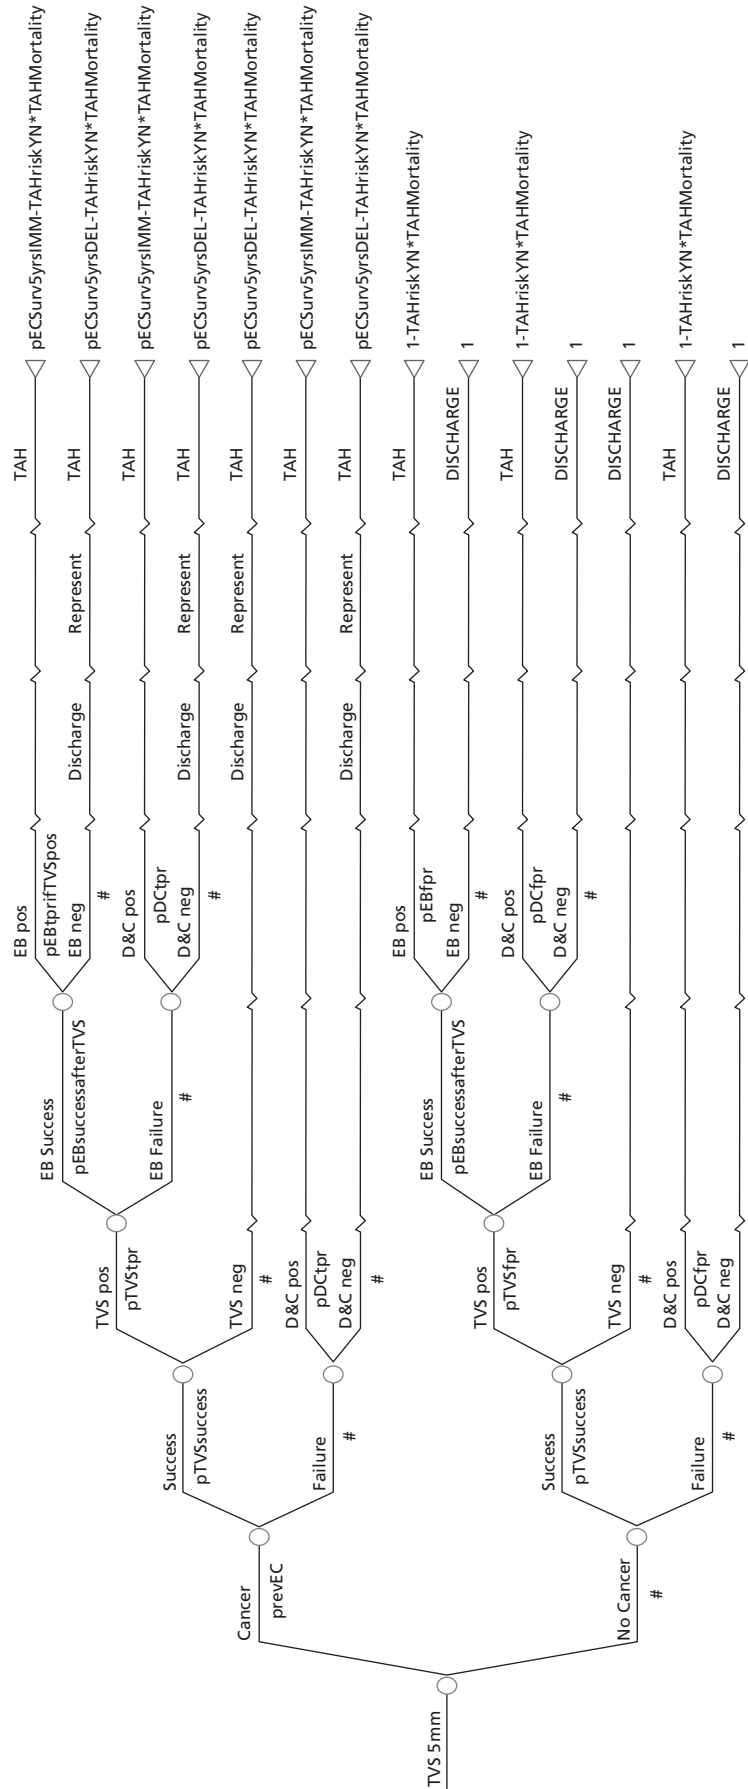 TVS 5mm
Cancer
prevEC
Success
pTVSsuccess
TVS pos
pTVStpr
EB Success
pEBsuccessafterTVS
EB pos
pEBtprifTVSpos
TAH
pECSurv5yrsIMM-TAHriskYN*TAHMortality
EB neg
#
Discharge
Represent
TAH
pECSurv5yrsDEL-TAHriskYN*TAHMortality
EB Failure
#
D&C pos
pDCtpr
TAH
pECSurv5yrsIMM-TAHriskYN*TAHMortality
D&C neg
#
Discharge
Represent
TAH
pECSurv5yrsDEL-TAHriskYN*TAHMortality
TVS neg
#
Discharge
Represent
TAH
pECSurv5yrsDEL-TAHriskYN*TAHMortality
Failure
#
D&C pos
pDCtpr
TAH
pECSurv5yrsIMM-TAHriskYN*TAHMortality
D&C neg
#
Discharge
Represent
TAH
pECSurv5yrsDEL-TAHriskYN*TAHMortality
No Cancer
#
Success
pTVSsuccess
TVS pos
pTVSfpr
EB Success
pEBsuccessafterTVS
EB pos
pEBfpr
TAH
1-TAHriskYN*TAHMortality
EB neg
#
DISCHARGE
1
EB Failure
#
D&C pos
pDCfpr
TAH
1-TAHriskYN*TAHMortality
D&C neg
#
DISCHARGE
1
TVS neg
#
DISCHARGE
1
Failure
#
D&C pos
pDCfpr
TAH
1-TAHriskYN*TAHMortality
D&C neg
#
DISCHARGE
1